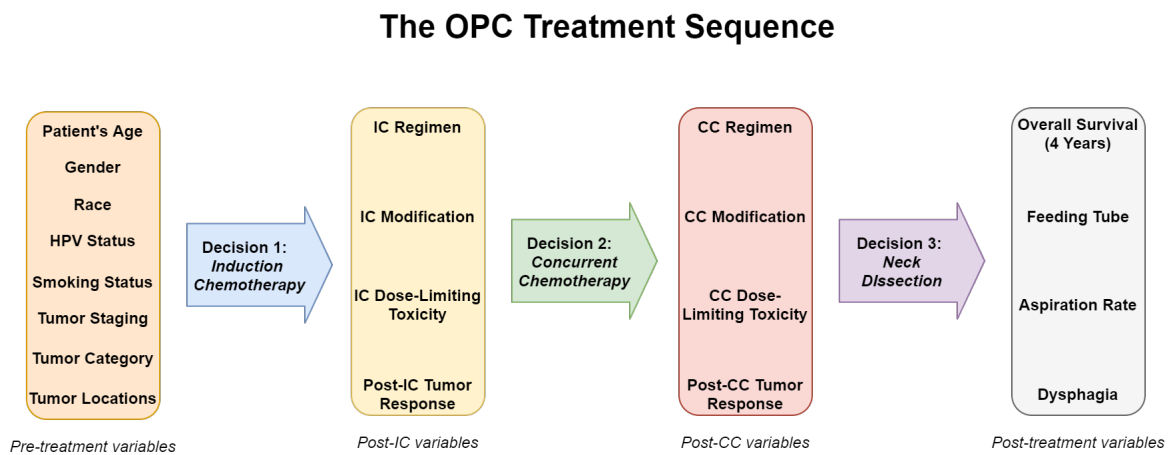 The OPC Treatment Sequence
Patient's Age
Gender
Race
HPV Status
Smoking Status
Tumor Staging
Tumor Category
Tumor Locations
Pre-treatment variables
Decision 1:
Induction
Chemotherapy
IC Regimen
IC Modification
IC Dose-Limiting
Toxicity
Post-IC Tumor
Response
Post-IC variables
Decision 2:
Concurrent
Chemotherapy
CC Regimen
CC Modification
CC Dose-
Limiting Toxicity
Post-CC Tumor
Response
Post-CC variables
Decision 3:
Neck
DIssection
Overall Survival
(4 Years)
Feeding Tube
Aspiration Rate
Dysphagia
Post-treatment variables